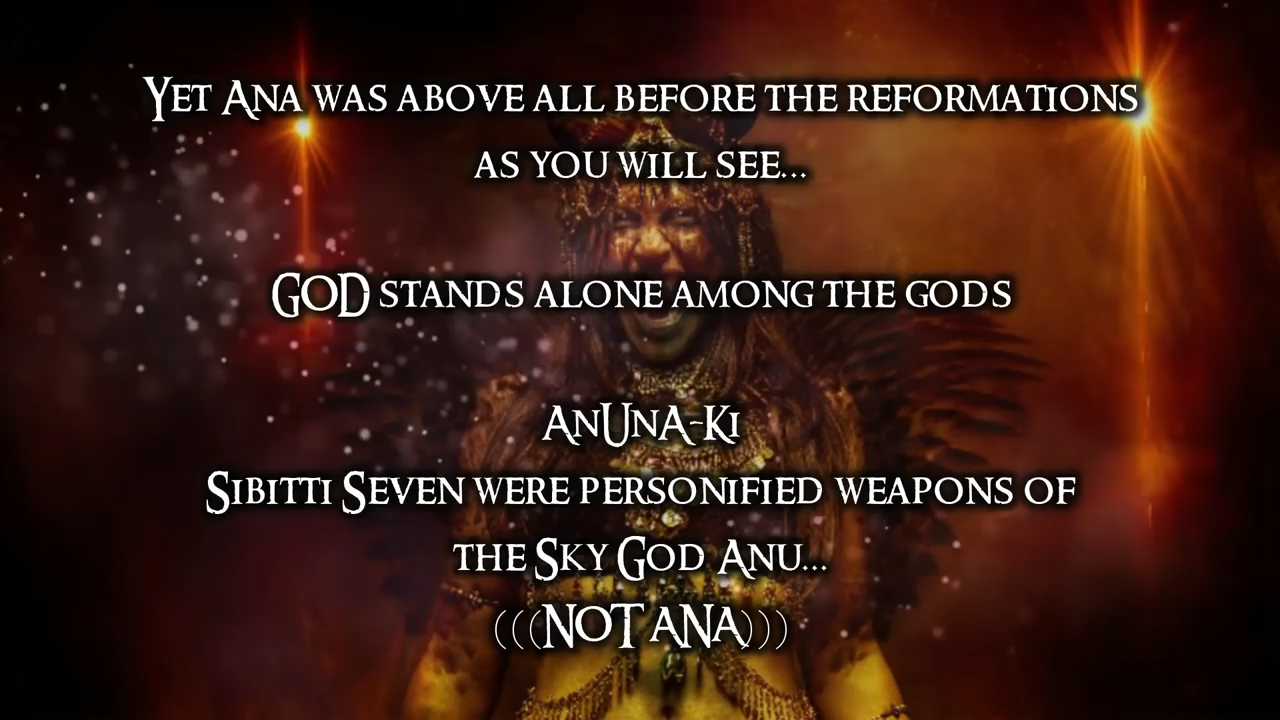 Yet Ana was above all before the reformations
as you will see...
GOD stands alone among the gods
AnUnA-Ki
Sibitti Seven were personified weapons of
the Sky God Anu...
(((NOT ANA)))